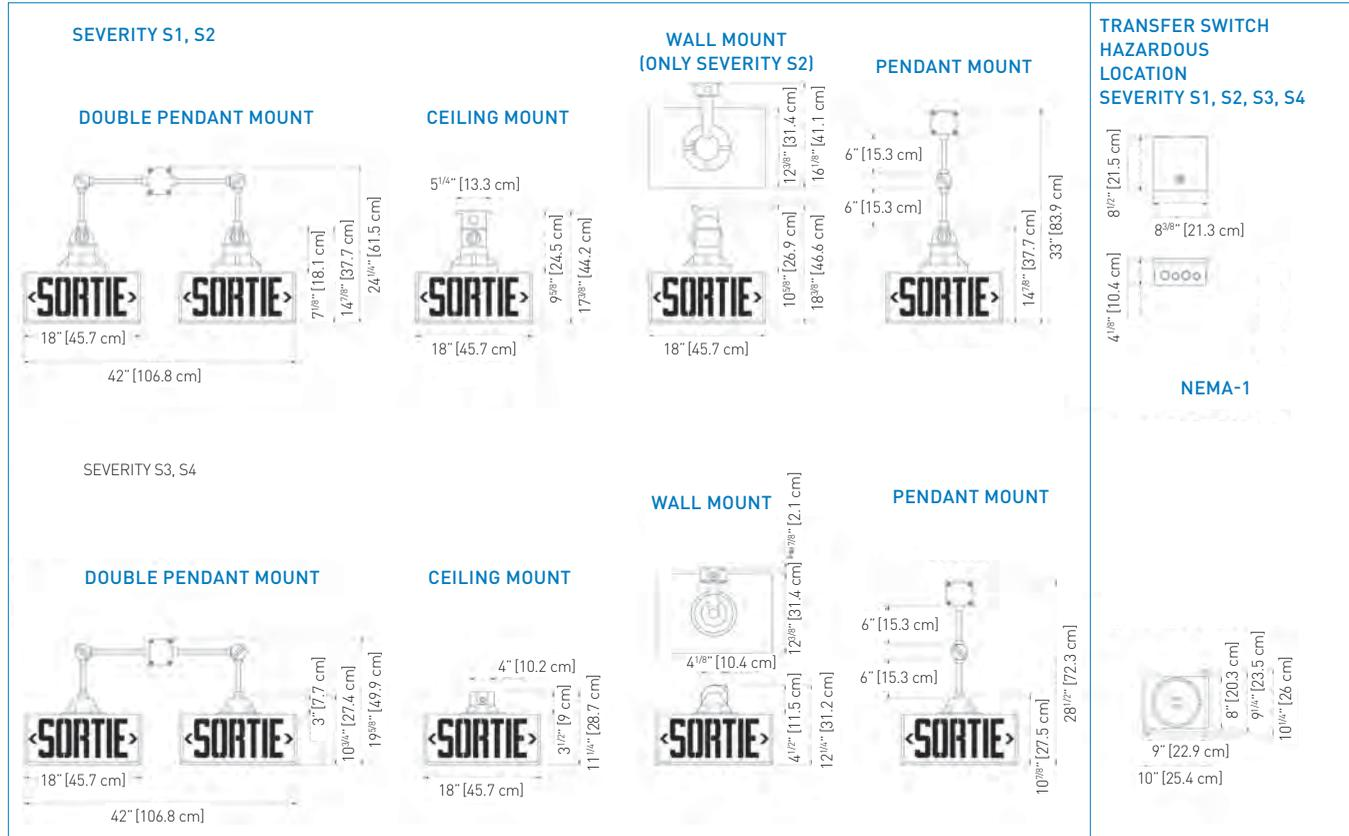 SEVERITY S1, S2
DOUBLE PENDANT MOUNT
<SORTIE>
<SORTIE>
18" [45.7 cm]
42" [106.8 cm]
7 1/8" [18.1 cm]
14 7/8" [37.7 cm]
24 1/4" [61.5 cm]
CEILING MOUNT
5 1/4" [13.3 cm]
<SORTIE>
18" [45.7 cm]
9 5/8" [24.5 cm]
17 3/8" [44.2 cm]
WALL MOUNT
(ONLY SEVERITY S2)
12 3/8" [31.4 cm]
16 1/8" [41.1 cm]
<SORTIE>
10 5/8" [26.9 cm]
18 3/8" [46.6 cm]
18" [45.7 cm]
PENDANT MOUNT
6" [15.3 cm]
6" [15.3 cm]
<SORTIE>
14 7/8" [37.7 cm]
33" [83.9 cm]
TRANSFER SWITCH
HAZARDOUS
LOCATION
SEVERITY S1, S2, S3, S4
8 1/2" [21.5 cm]
8 3/8" [21.3 cm]
4 1/8" [10.4 cm]
NEMA-1
SEVERITY S3, S4
DOUBLE PENDANT MOUNT
<SORTIE>
<SORTIE>
18" [45.7 cm]
42" [106.8 cm]
3" [7.7 cm]
10 3/4" [27.4 cm]
19 5/8" [49.9 cm]
CEILING MOUNT
4" [10.2 cm]
<SORTIE>
18" [45.7 cm]
3 1/2" [9 cm]
11 1/4" [28.7 cm]
WALL MOUNT
7/8" [2.1 cm]
12 3/8" [31.4 cm]
4 1/8" [10.4 cm]
<SORTIE>
4 1/2" [11.5 cm]
12 1/4" [31.2 cm]
PENDANT MOUNT
6" [15.3 cm]
6" [15.3 cm]
<SORTIE>
10 7/8" [27.5 cm]
28 1/2" [72.3 cm]
8" [20.3 cm]
9 1/4" [23.5 cm]
10 1/4" [26 cm]
9" [22.9 cm]
10" [25.4 cm]